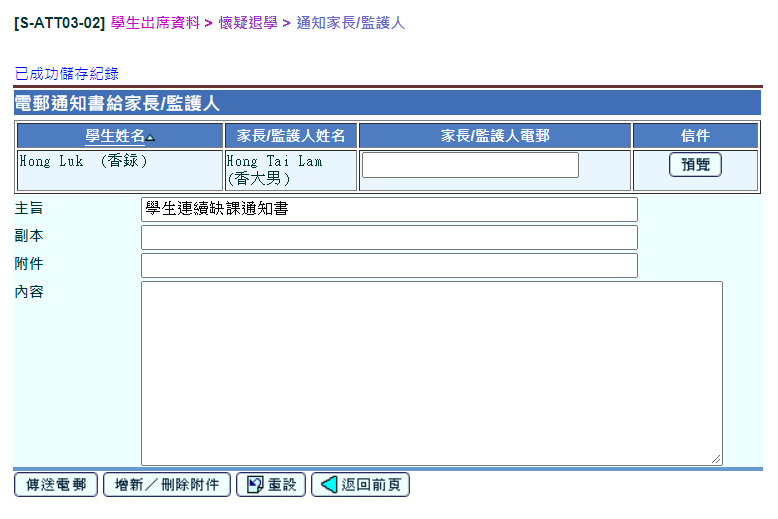 [S-ATT03-02] 學生出席資料 > 懷疑退學 > 通知家長/監護人
已成功儲存紀錄
電郵通知書給家長/監護人
學生姓名 家長/監護人姓名 家長/監護人電郵 信件
Hong Luk (香録) Hong Tai Lam 預覽
(香大男)
主旨 學生連續缺課通知書
副本
附件
內容
傳送電郵 增新／刪除附件 重設 返回前頁